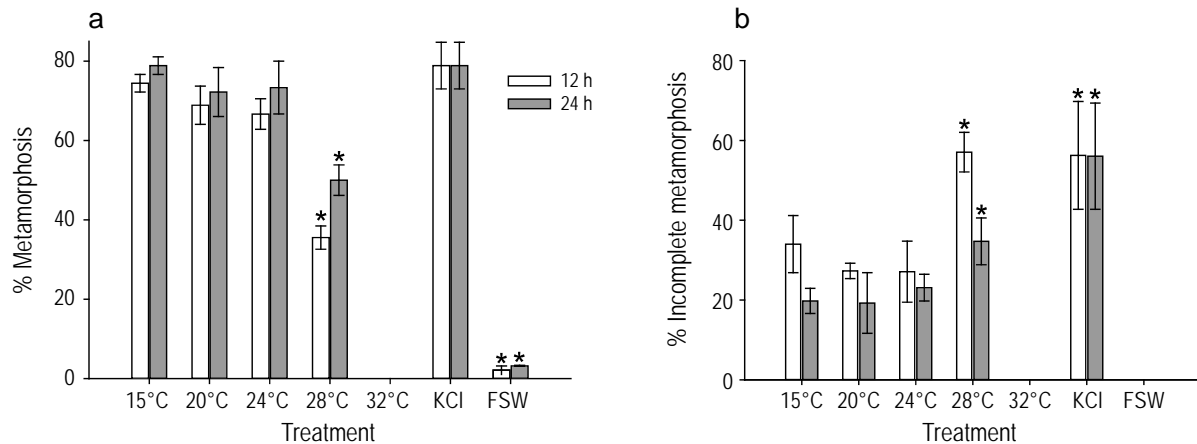 a
80
60
40
20
0
% Metamorphosis
12 h
24 h
* *
* *
15°C 20°C 24°C 28°C 32°C KCl FSW
Treatment
b
80
60
40
20
0
% Incomplete metamorphosis
* *
* *
15°C 20°C 24°C 28°C 32°C KCl FSW
Treatment